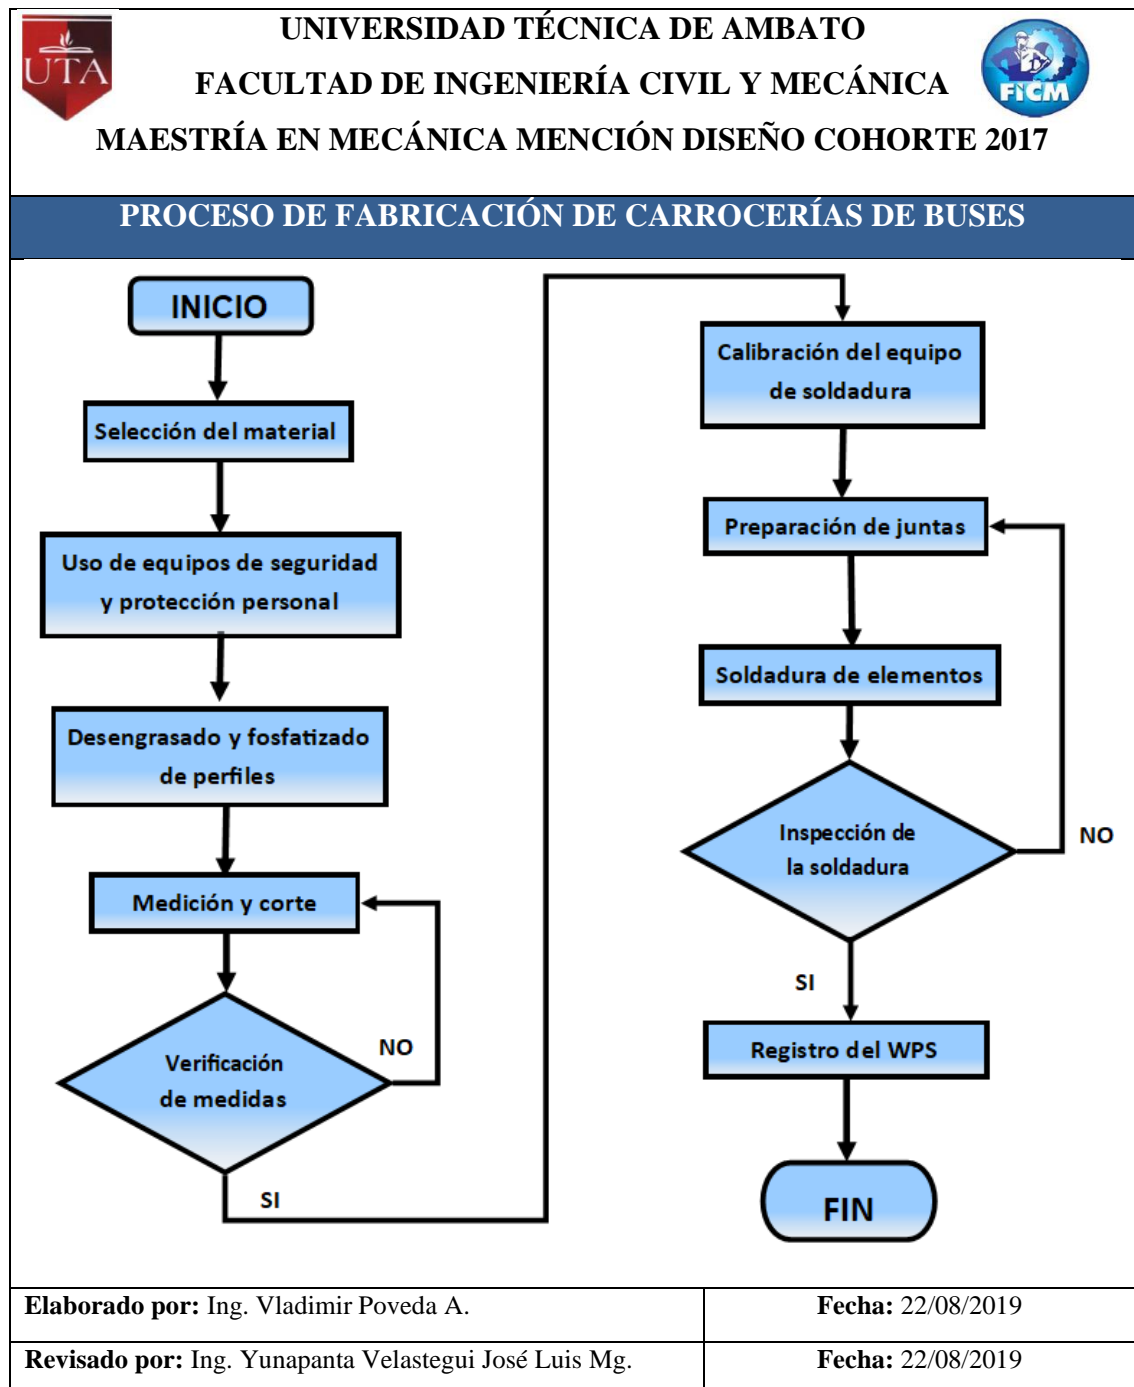 UTA
UNIVERSIDAD TÉCNICA DE AMBATO
FACULTAD DE INGENIERÍA CIVIL Y MECÁNICA
FICM
MAESTRÍA EN MECÁNICA MENCIÓN DISEÑO COHORTE 2017
PROCESO DE FABRICACIÓN DE CARROCERÍAS DE BUSES
INICIO
Selección del material
Uso de equipos de seguridad
y protección personal
Desengrasado y fosfatizado
de perfiles
Medición y corte
Verificación
de medidas
NO
SI
Calibración del equipo
de soldadura
Preparación de juntas
Soldadura de elementos
Inspección de
la soldadura
NO
SI
Registro del WPS
FIN
Elaborado por: Ing. Vladimir Poveda A.
Fecha: 22/08/2019
Revisado por: Ing. Yunapanta Velastegui José Luis Mg.
Fecha: 22/08/2019